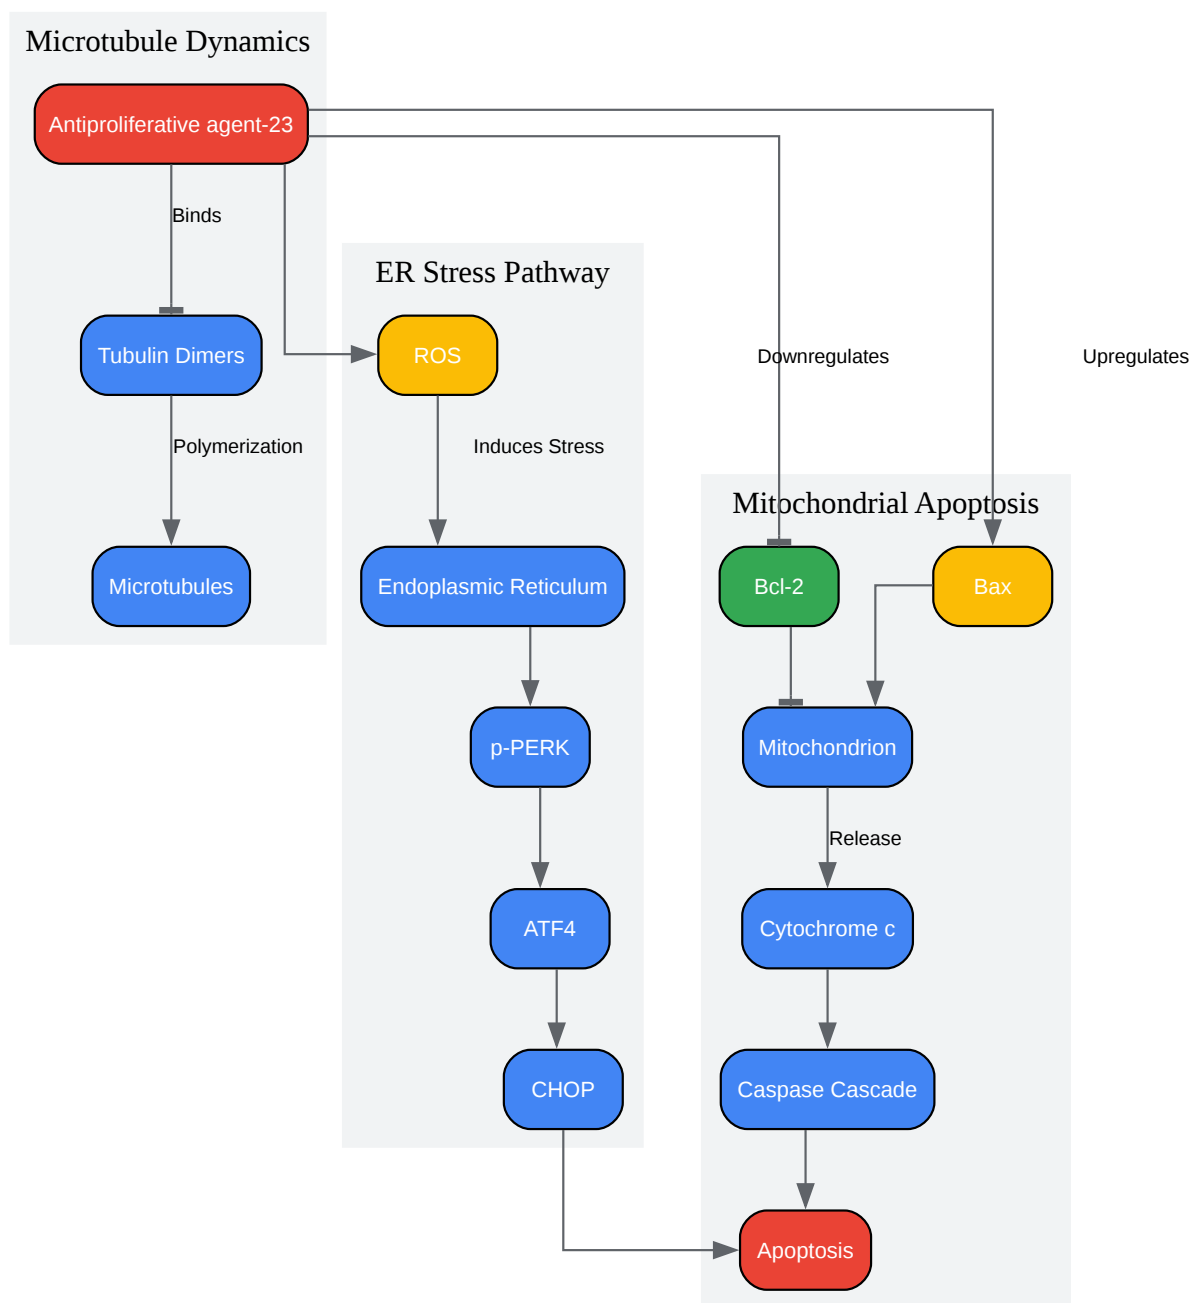 Microtubule Dynamics
Antiproliferative agent-23
Binds
ER Stress Pathway
Tubulin Dimers
ROS
Downregulates
Upregulates
Polymerization
Induces Stress
Mitochondrial Apoptosis
Microtubules
Endoplasmic Reticulum
Bcl-2
Bax
p-PERK
Mitochondrion
Release
ATF4
Cytochrome c
CHOP
Caspase Cascade
Apoptosis